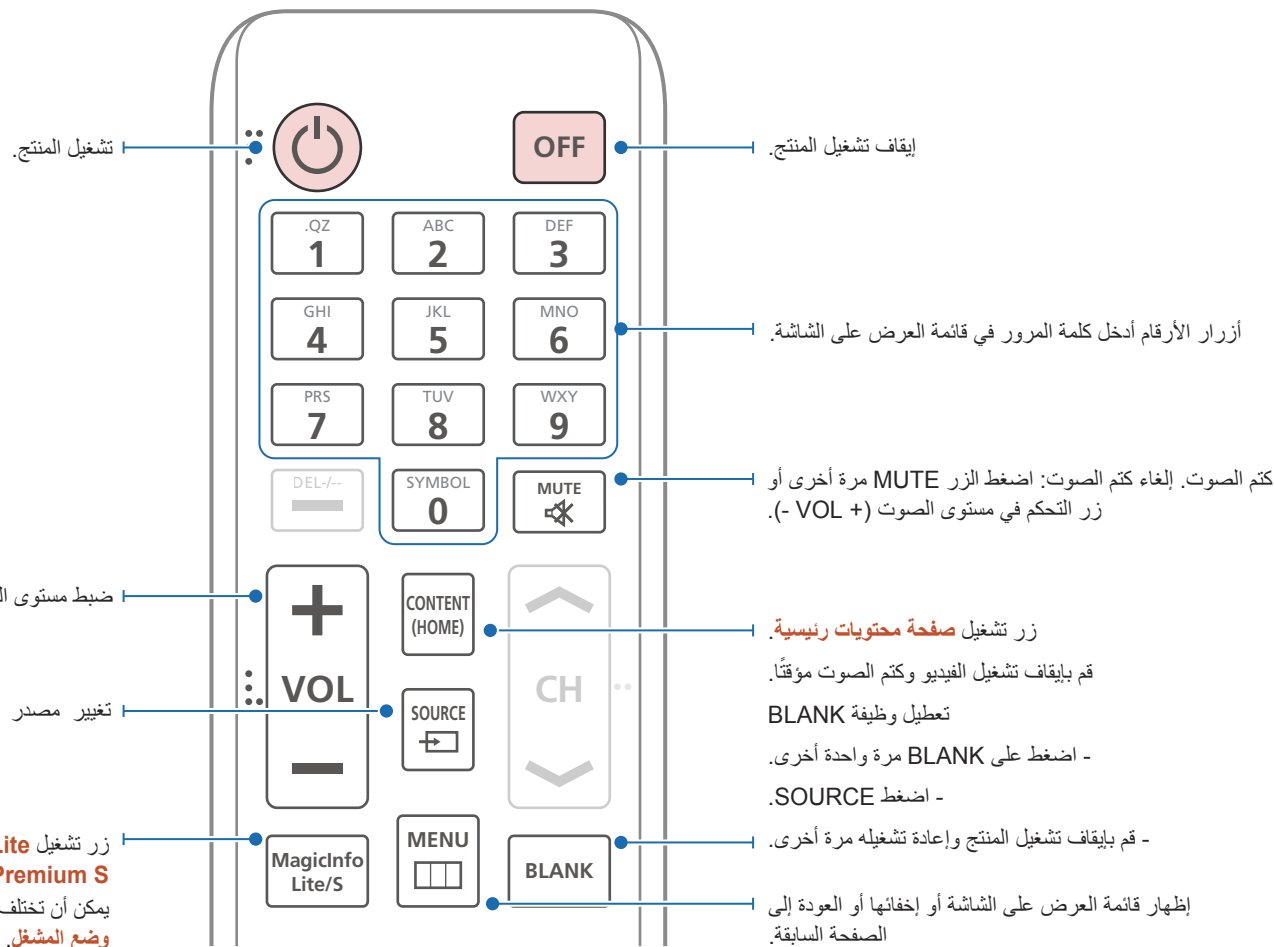 تشغيل المنتج.
OFF
إيقاف تشغيل المنتج.
.QZ
1
ABC
2
DEF
3
GHI
4
JKL
5
MNO
6
أزرار الأرقام أدخل كلمة المرور في قائمة العرض على الشاشة.
PRS
7
TUV
8
WXY
9
DEL-/--
SYMBOL
0
MUTE
كتم الصوت. إلغاء كتم الصوت: اضغط الزر MUTE مرة أخرى أو
زر التحكم في مستوى الصوت (+ VOL -).
ضبط مستوى
VOL
CONTENT
(HOME)
CH
زر تشغيل صفحة محتويات رئيسية.
قم بإيقاف تشغيل الفيديو وكتم الصوت مؤقتًا.
تعطيل وظيفة BLANK
- اضغط على BLANK مرة واحدة أخرى.
- اضغط SOURCE.
- قم بإيقاف تشغيل المنتج وإعادة تشغيله مرة أخرى.
تغيير مصدر
SOURCE
زر تشغيل
Premium S
يمكن أن تختلف
وضع المشغل.
MagicInfo
Lite/S
MENU
BLANK
إظهار قائمة العرض على الشاشة أو إخفائها أو العودة إلى
الصفحة السابقة.